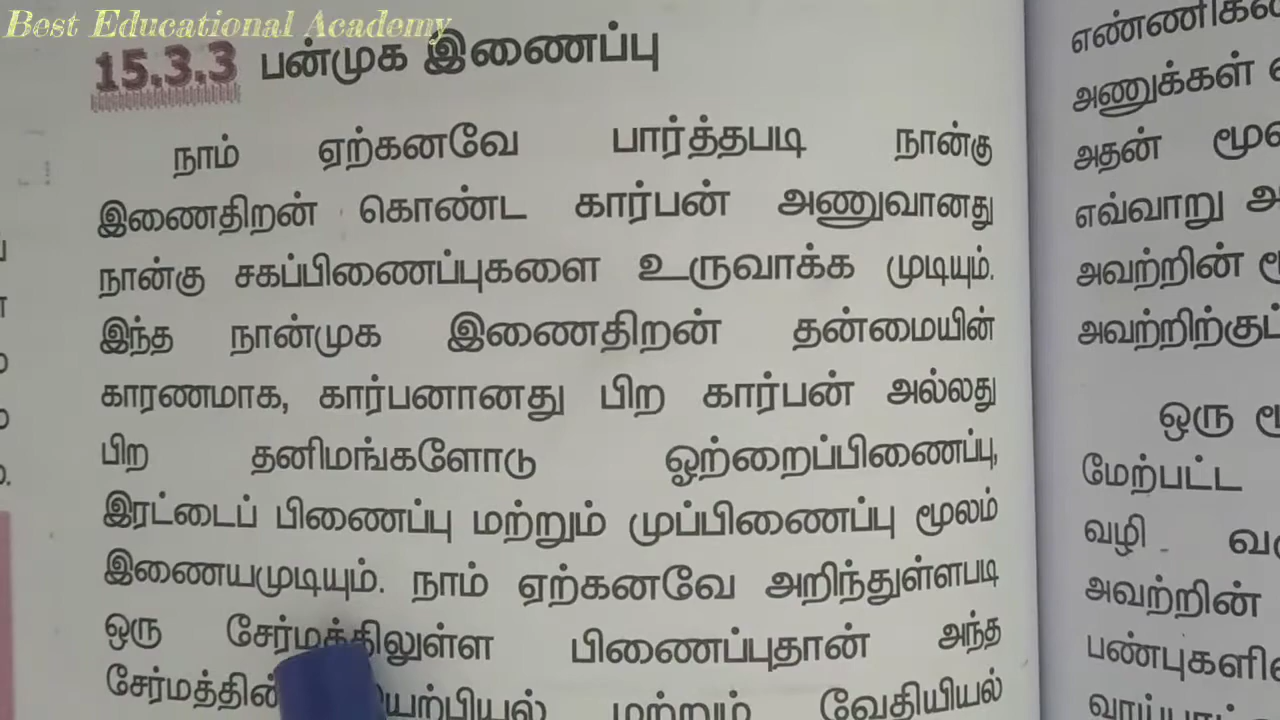 Best Educational Academy
15.3.3 பன்முக இணைப்பு
நாம் ஏற்கனவே பார்த்தபடி நான்கு
இணைதிறன் கொண்ட கார்பன் அணுவானது
நான்கு சகப்பிணைப்புகளை உருவாக்க முடியும்.
இந்த நான்முக இணைதிறன் தன்மையின்
காரணமாக, கார்பனானது பிற கார்பன் அல்லது
பிற தனிமங்களோடு ஒற்றைப்பிணைப்பு,
இரட்டைப் பிணைப்பு மற்றும் முப்பிணைப்பு மூலம்
இணையமுடியும். நாம் ஏற்கனவே அறிந்துள்ளபடி
ஒரு சேர்மத்திலுள்ள பிணைப்புதான் அந்த
சேர்மத்தின் மற்றும் வேதியியல்
அணுக்கள்
அதன்
எவ்வாறு
அவற்றின்
ஒரு
மேற்பட்ட
வழி
அவற்றின்